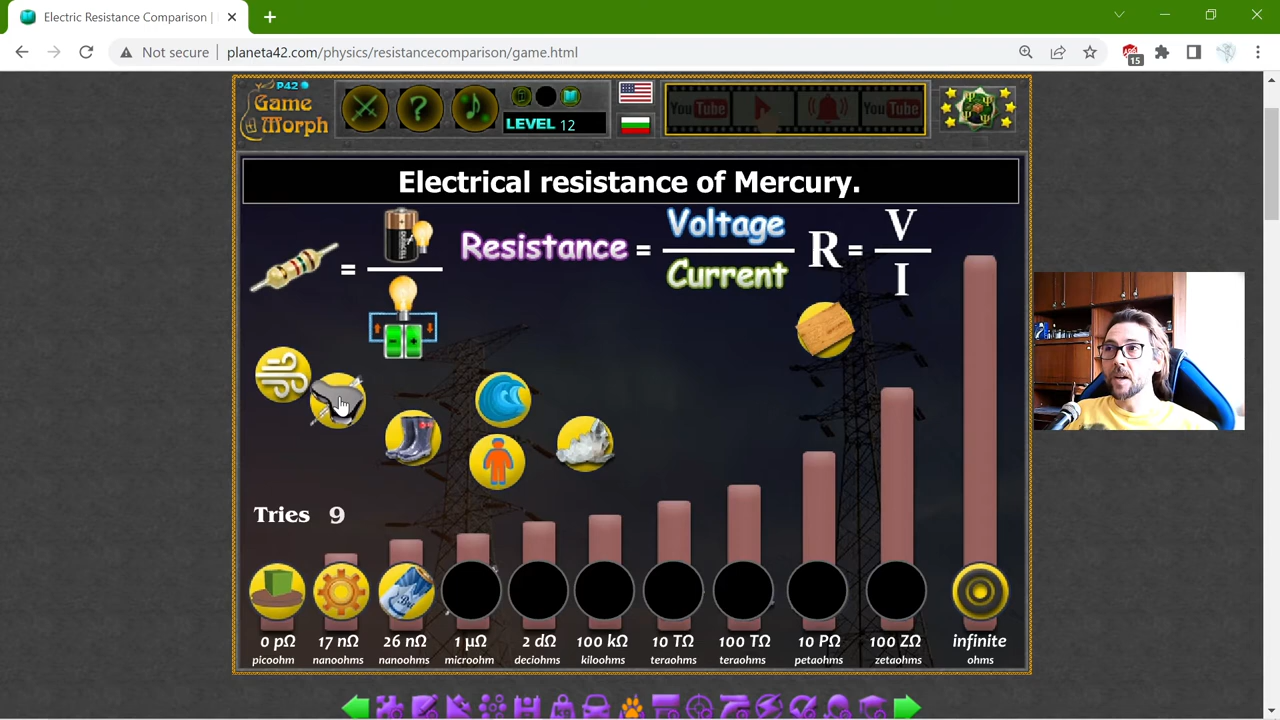 Electric Resistance Comparison |
Not secure
planeta42.com/physics/resistancecomparison/game.html
15
P42
Game
Morph
?
LEVEL 12
YouTube
YouTube
Electrical resistance of Mercury.
Resistance = Voltage
Current
R = V
I
=
Tries 9
0 pΩ
17 nΩ
26 nΩ
1 µΩ
2 dΩ
100 kΩ
10 TΩ
100 TΩ
10 PΩ
100 ZΩ
infinite
picoohm
nanoohms
nanoohms
microohm
deciohms
kiloohms
teraohms
teraohms
petaohms
zetaohms
ohms